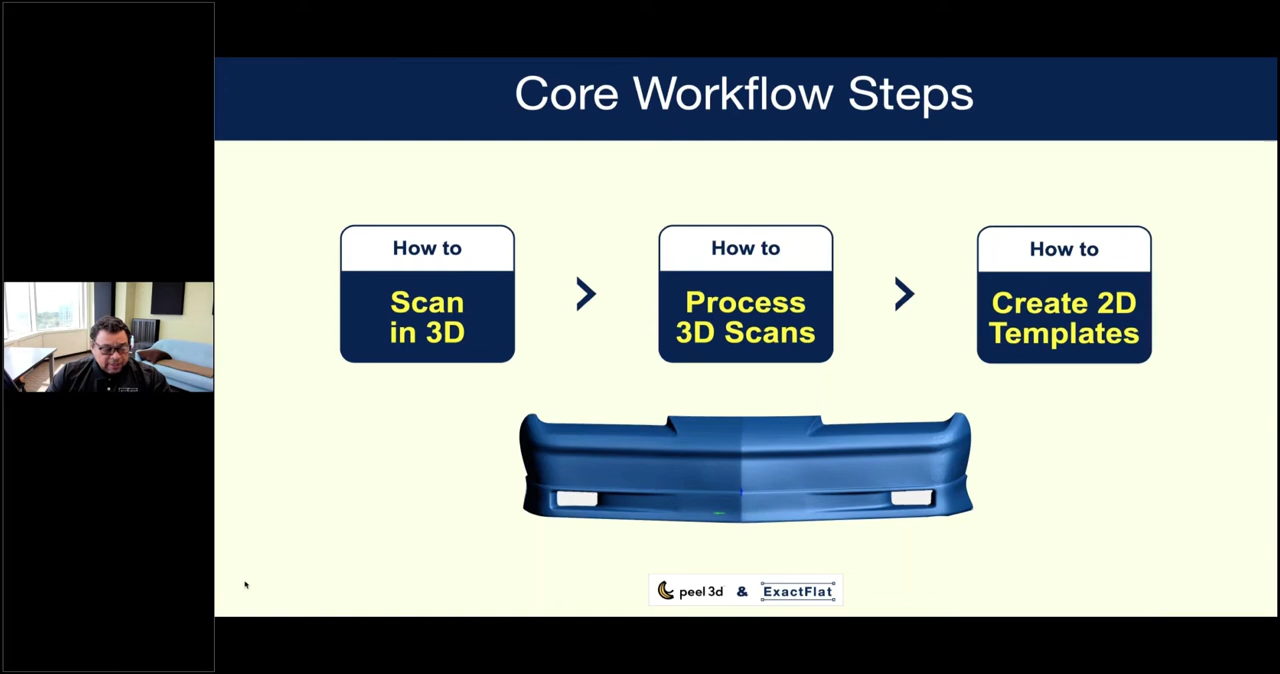 Core Workflow Steps
How to
Scan
in 3D
>
How to
Process
3D Scans
>
How to
Create 2D
Templates
peel 3d & ExactFlat